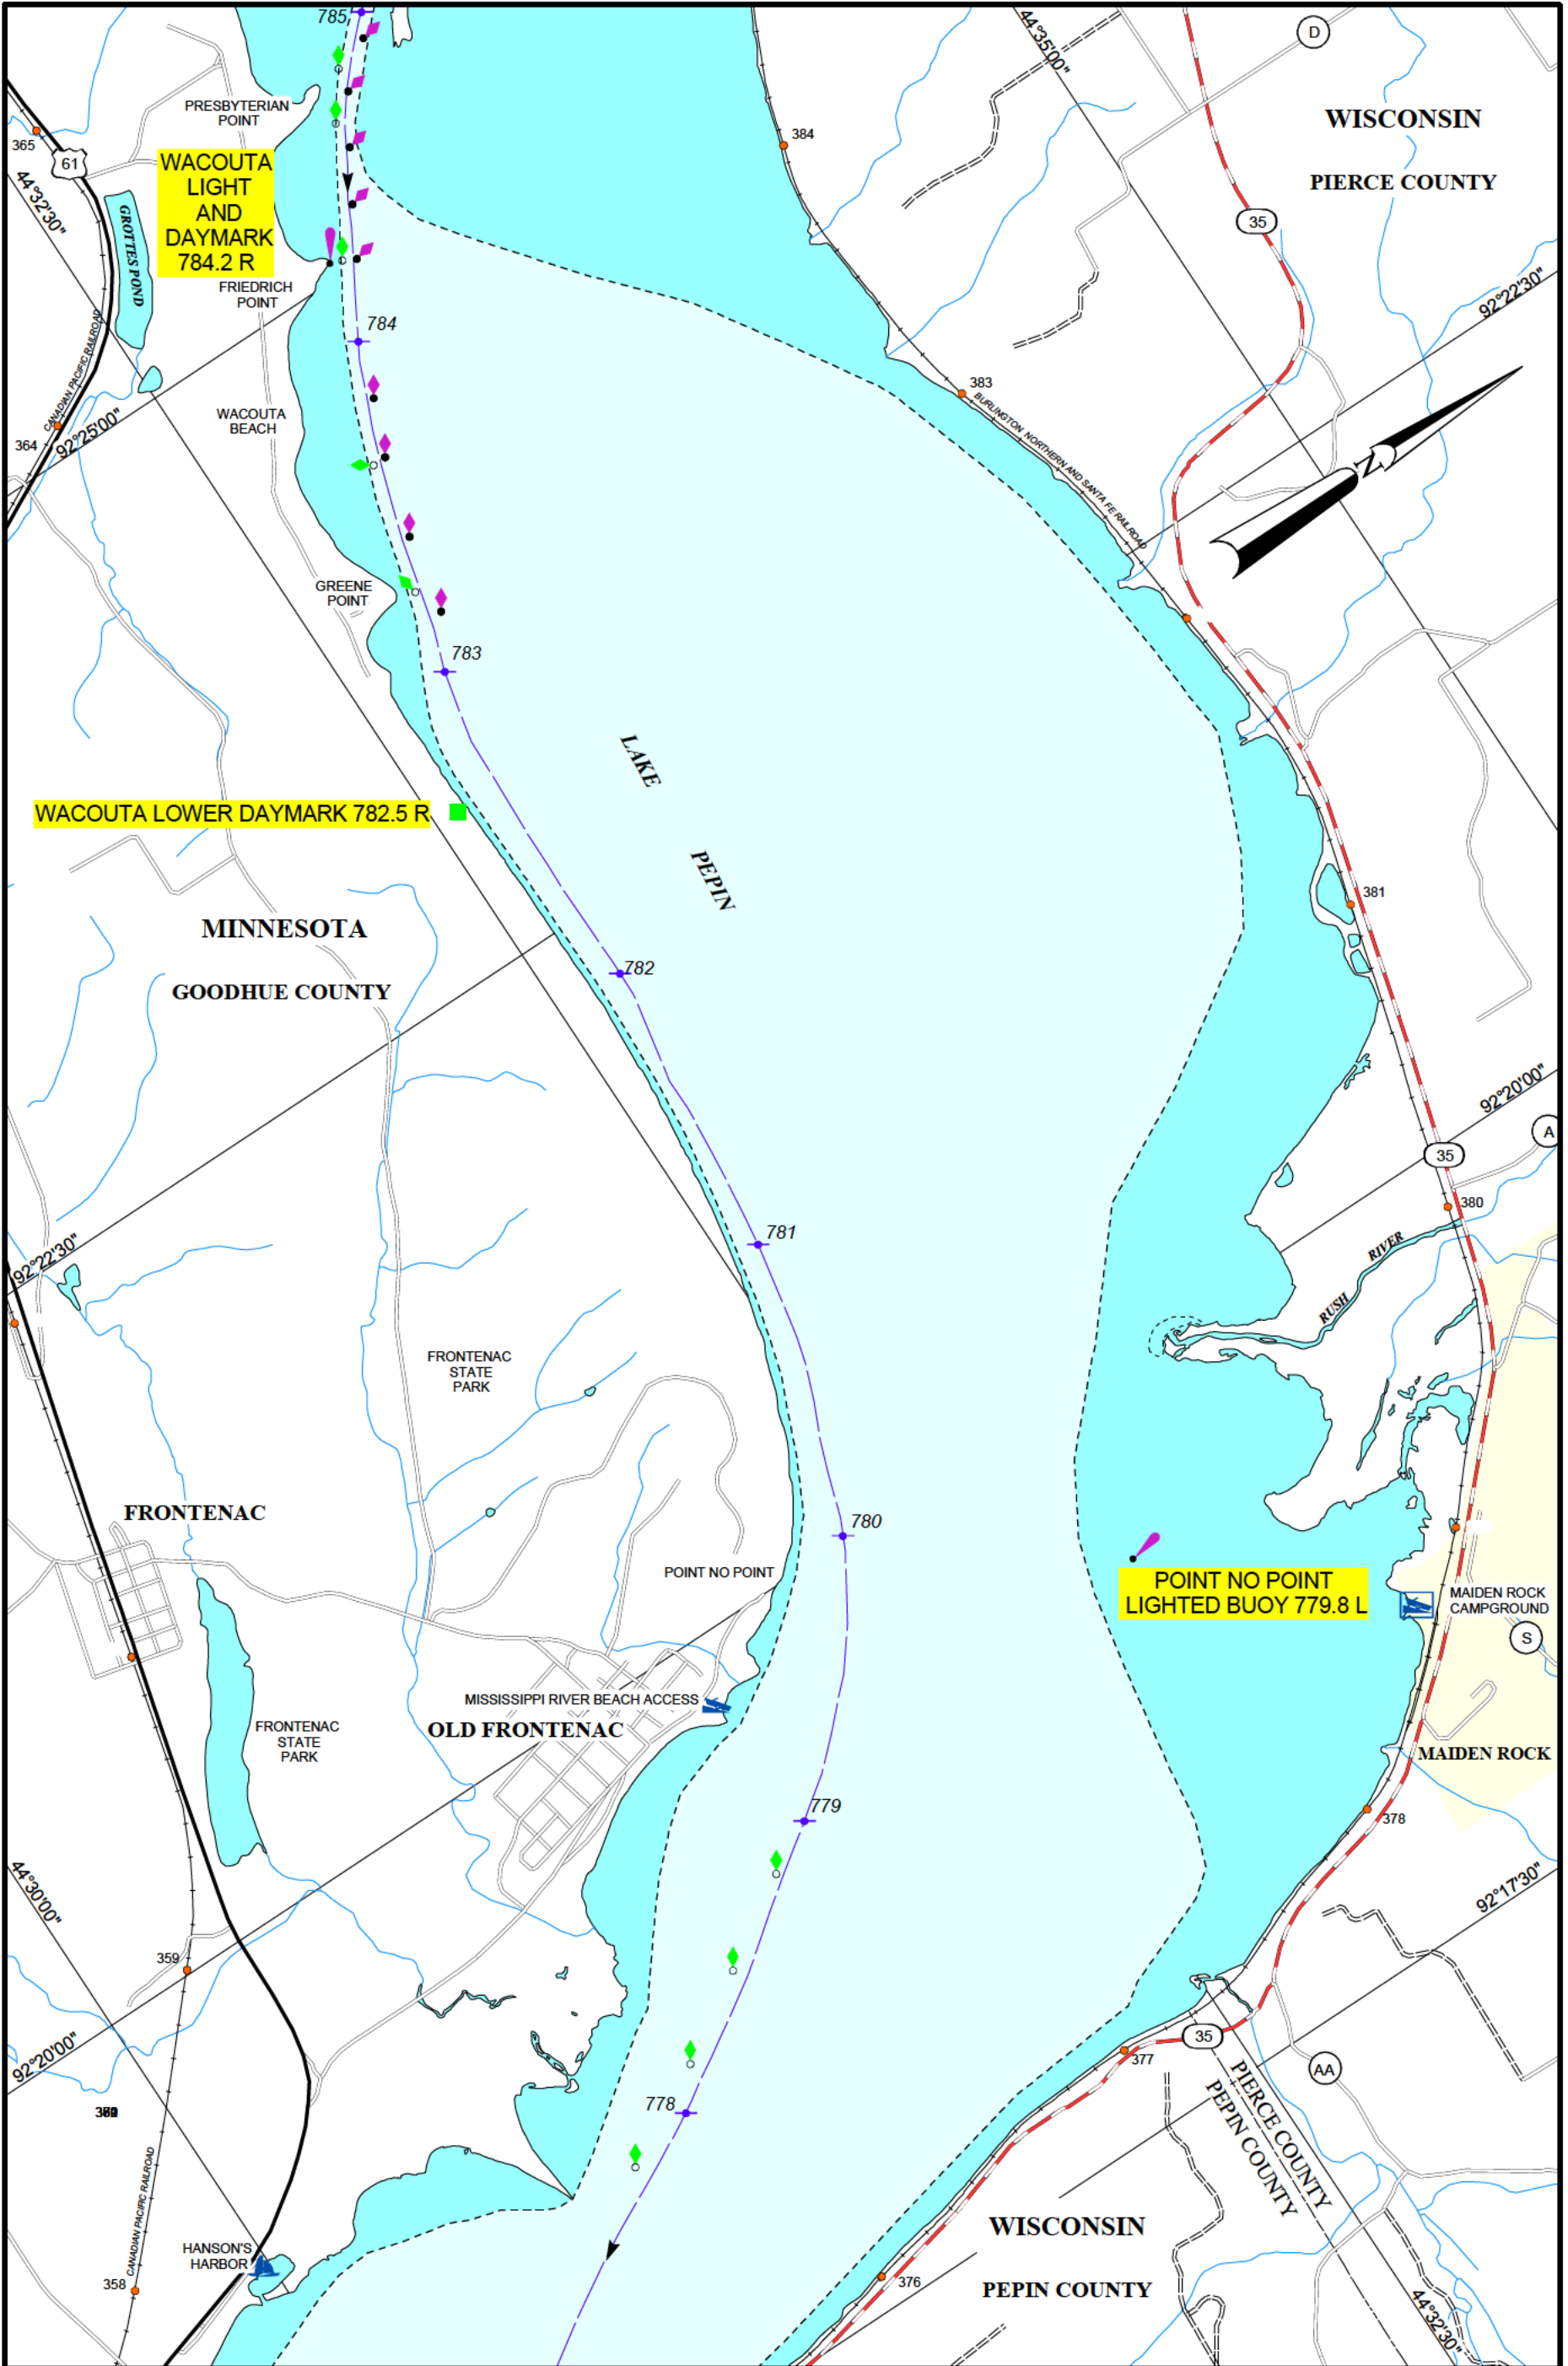 785
D
44°35'00"
PRESBYTERIAN
POINT
WISCONSIN
PIERCE COUNTY
365
61
384
44°32'30"
WACOUTA
LIGHT
AND
DAYMARK
784.2 R
GROTTES POND
35
FRIEDRICH
POINT
92°22'30"
784
CANADIAN PACIFIC RAILROAD
383
BURLINGTON NORTHERN AND SANTA FE RAILROAD
WACOUTA
BEACH
364
92°25'00"
N
GREENE
POINT
783
LAKE
PEPIN
WACOUTA LOWER DAYMARK 782.5 R
381
MINNESOTA
GOODHUE COUNTY
782
92°20'00"
A
35
380
781
92°22'30"
RUSH
RIVER
FRONTENAC
STATE
PARK
FRONTENAC
780
POINT NO POINT
POINT NO POINT
LIGHTED BUOY 779.8 L
MAIDEN ROCK
CAMPGROUND
S
MISSISSIPPI RIVER BEACH ACCESS
OLD FRONTENAC
FRONTENAC
STATE
PARK
MAIDEN ROCK
779
378
44°30'00"
92°17'30"
359
92°20'00"
35
377
AA
778
PIERCE COUNTY
PEPIN COUNTY
CANADIAN PACIFIC RAILROAD
WISCONSIN
PEPIN COUNTY
HANSON'S
HARBOR
358
376
44°32'30"